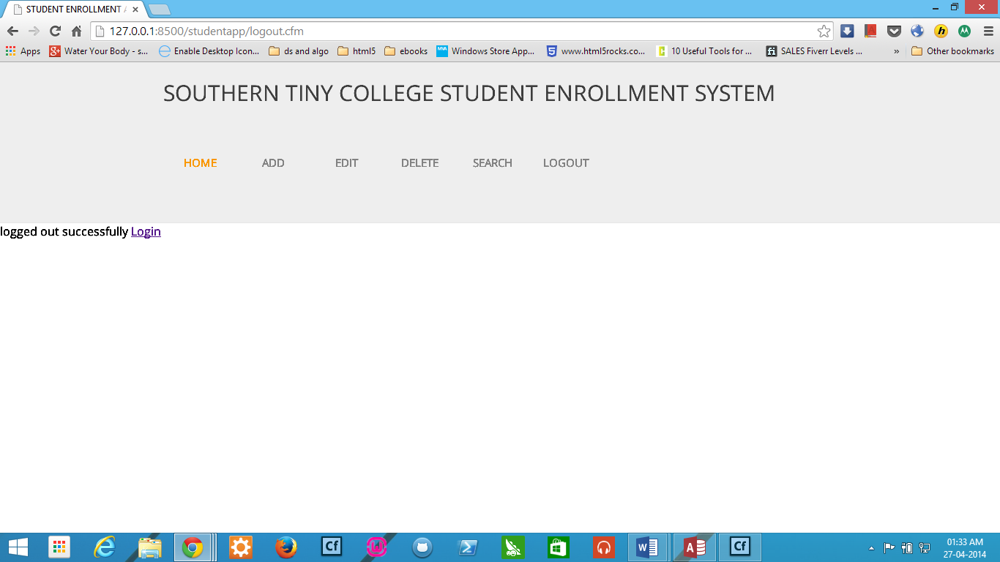 STUDENT ENROLLMENT A
127.0.0.1:8500/studentapp/logout.cfm
Apps Water Your Body - s... Enable Desktop Icon... ds and algo html5 ebooks Windows Store App... www.html5rocks.co... 10 Useful Tools for ... SALES Fiverr Levels ... » Other bookmarks
SOUTHERN TINY COLLEGE STUDENT ENROLLMENT SYSTEM
HOME ADD EDIT DELETE SEARCH LOGOUT
logged out successfully Login
01:33 AM
27-04-2014